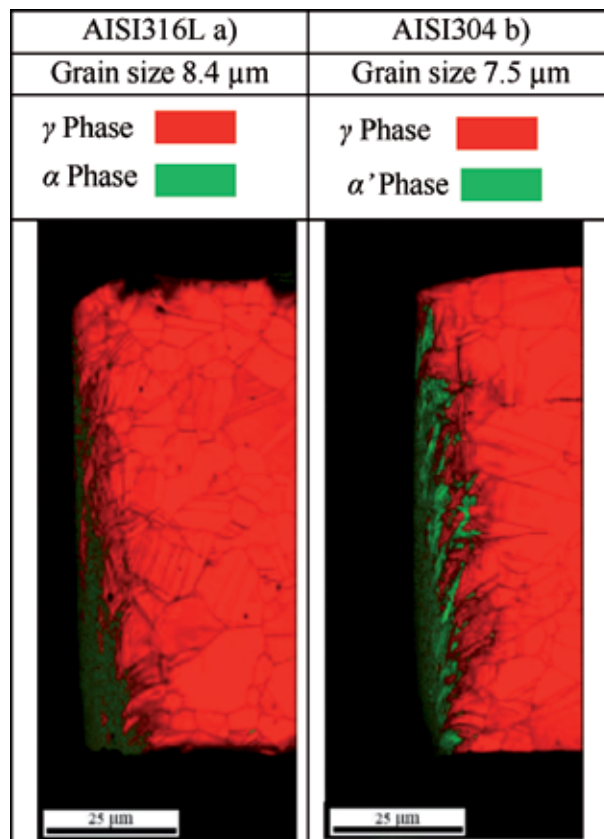 AISI316L a)
AISI304 b)
Grain size 8.4 µm
Grain size 7.5 µm
γ Phase
γ Phase
α Phase
α’ Phase
25 µm
25 µm